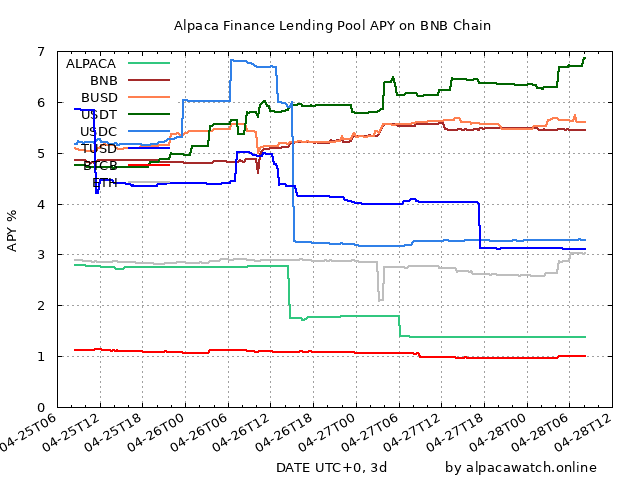 Alpaca Finance Lending Pool APY on BNB Chain
7
6
5
4
3
2
1
0
APY %
ALPACA
BNB
BUSD
USDT
USDC
TUSD
BTCB
ETH
04-25T06
04-25T12
04-25T18
04-26T00
04-26T06
04-26T12
04-26T18
04-27T00
04-27T06
04-27T12
04-27T18
04-28T00
04-28T06
04-28T12
DATE UTC+0, 3d
by alpacawatch.online